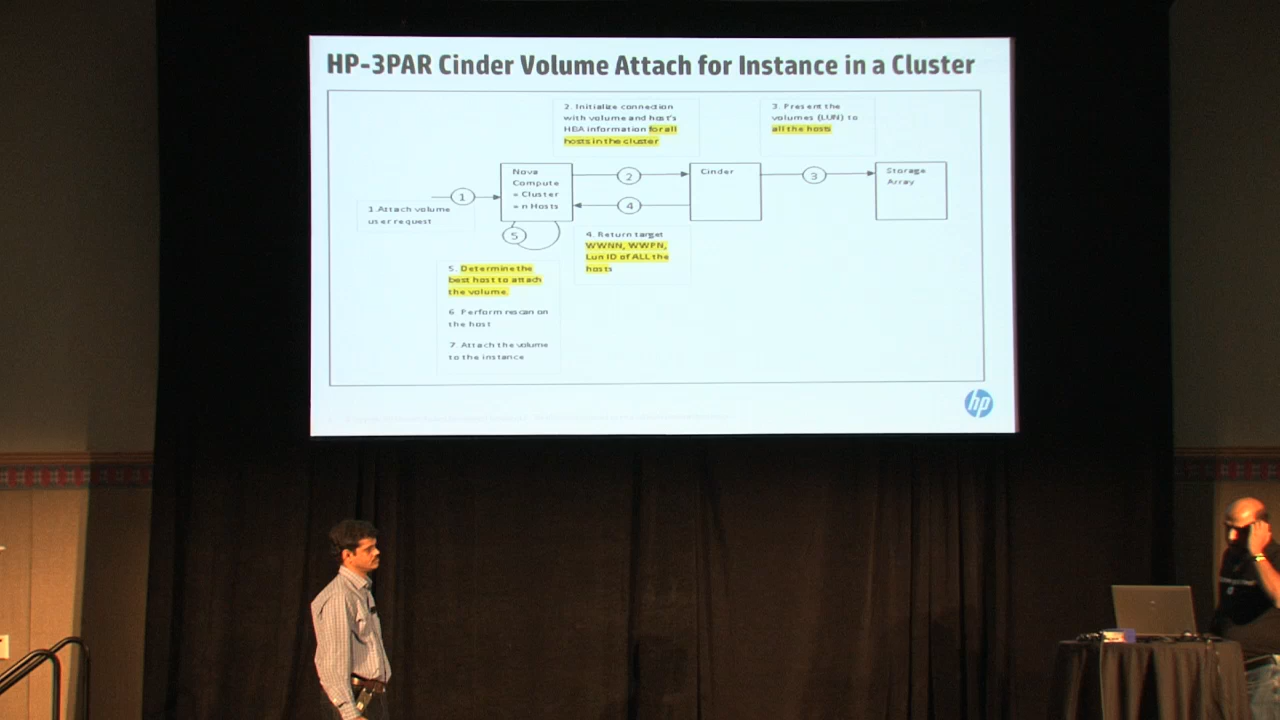 HP-3PAR Cinder Volume Attach for Instance in a Cluster
2. Initialize connection
with volume and host's
HBA information for all
hosts in the cluster
3. Present the
volumes (LUN) to
all the hosts
1
1.Attach volume
user request
Nova
Compute
= Cluster
= n Hosts
2
4
Cinder
3
Storage
Array
5
4. Return target
WWNN, WWPN,
Lun ID of ALL the
hosts
5. Determine the
best host to attach
the volume.
6 Perform rescan on
the host
7. Attach the volume
to the instance
hp